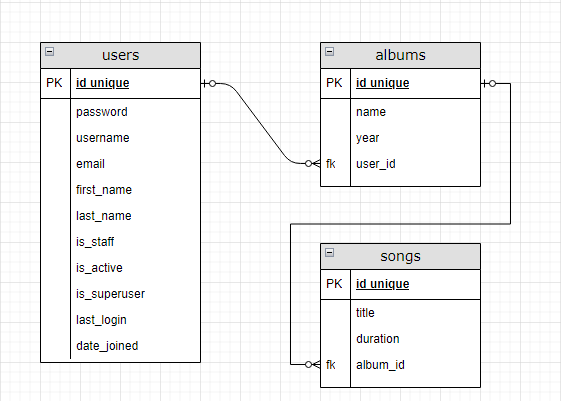 users
PK id unique
password
username
email
first_name
last_name
is_staff
is_active
is_superuser
last_login
date_joined
albums
PK id unique
name
year
fk user_id
songs
PK id unique
title
duration
fk album_id